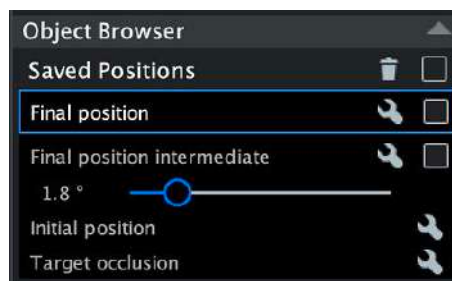 Object Browser
Saved Positions
Final position
Final position intermediate
1.8 °
Initial position
Target occlusion